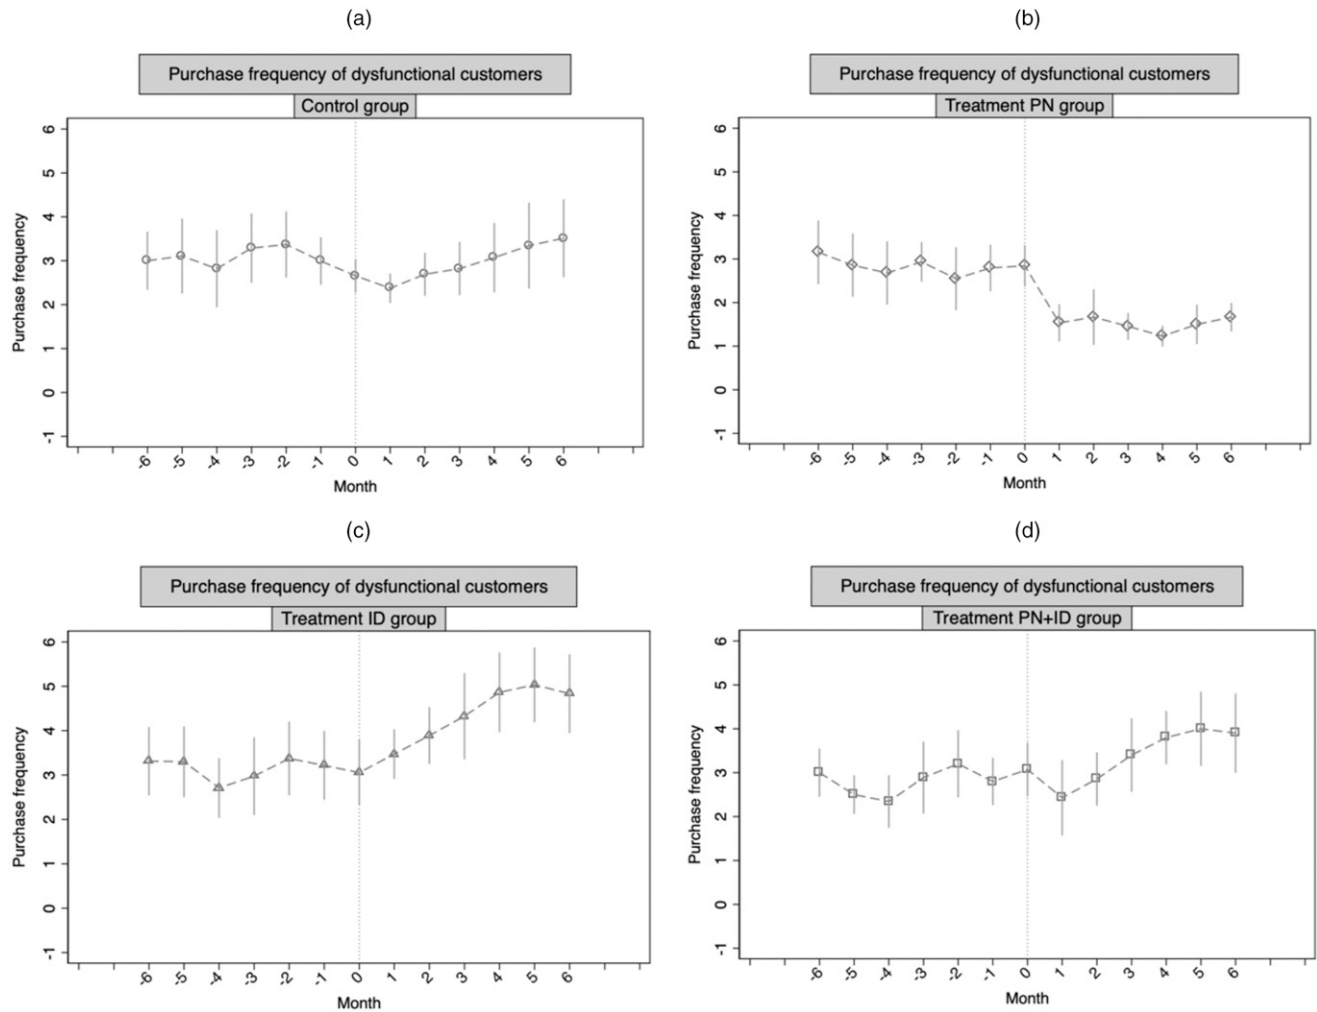 (a)
Purchase frequency of dysfunctional customers
Control group
Purchase frequency
6
5
4
3
2
1
0
-1
-6 -5 -4 -3 -2 -1 0 1 2 3 4 5 6
Month
(b)
Purchase frequency of dysfunctional customers
Treatment PN group
Purchase frequency
6
5
4
3
2
1
0
-1
-6 -5 -4 -3 -2 -1 0 1 2 3 4 5 6
Month
(c)
Purchase frequency of dysfunctional customers
Treatment ID group
Purchase frequency
6
5
4
3
2
1
0
-1
-6 -5 -4 -3 -2 -1 0 1 2 3 4 5 6
Month
(d)
Purchase frequency of dysfunctional customers
Treatment PN+ID group
Purchase frequency
6
5
4
3
2
1
0
-1
-6 -5 -4 -3 -2 -1 0 1 2 3 4 5 6
Month